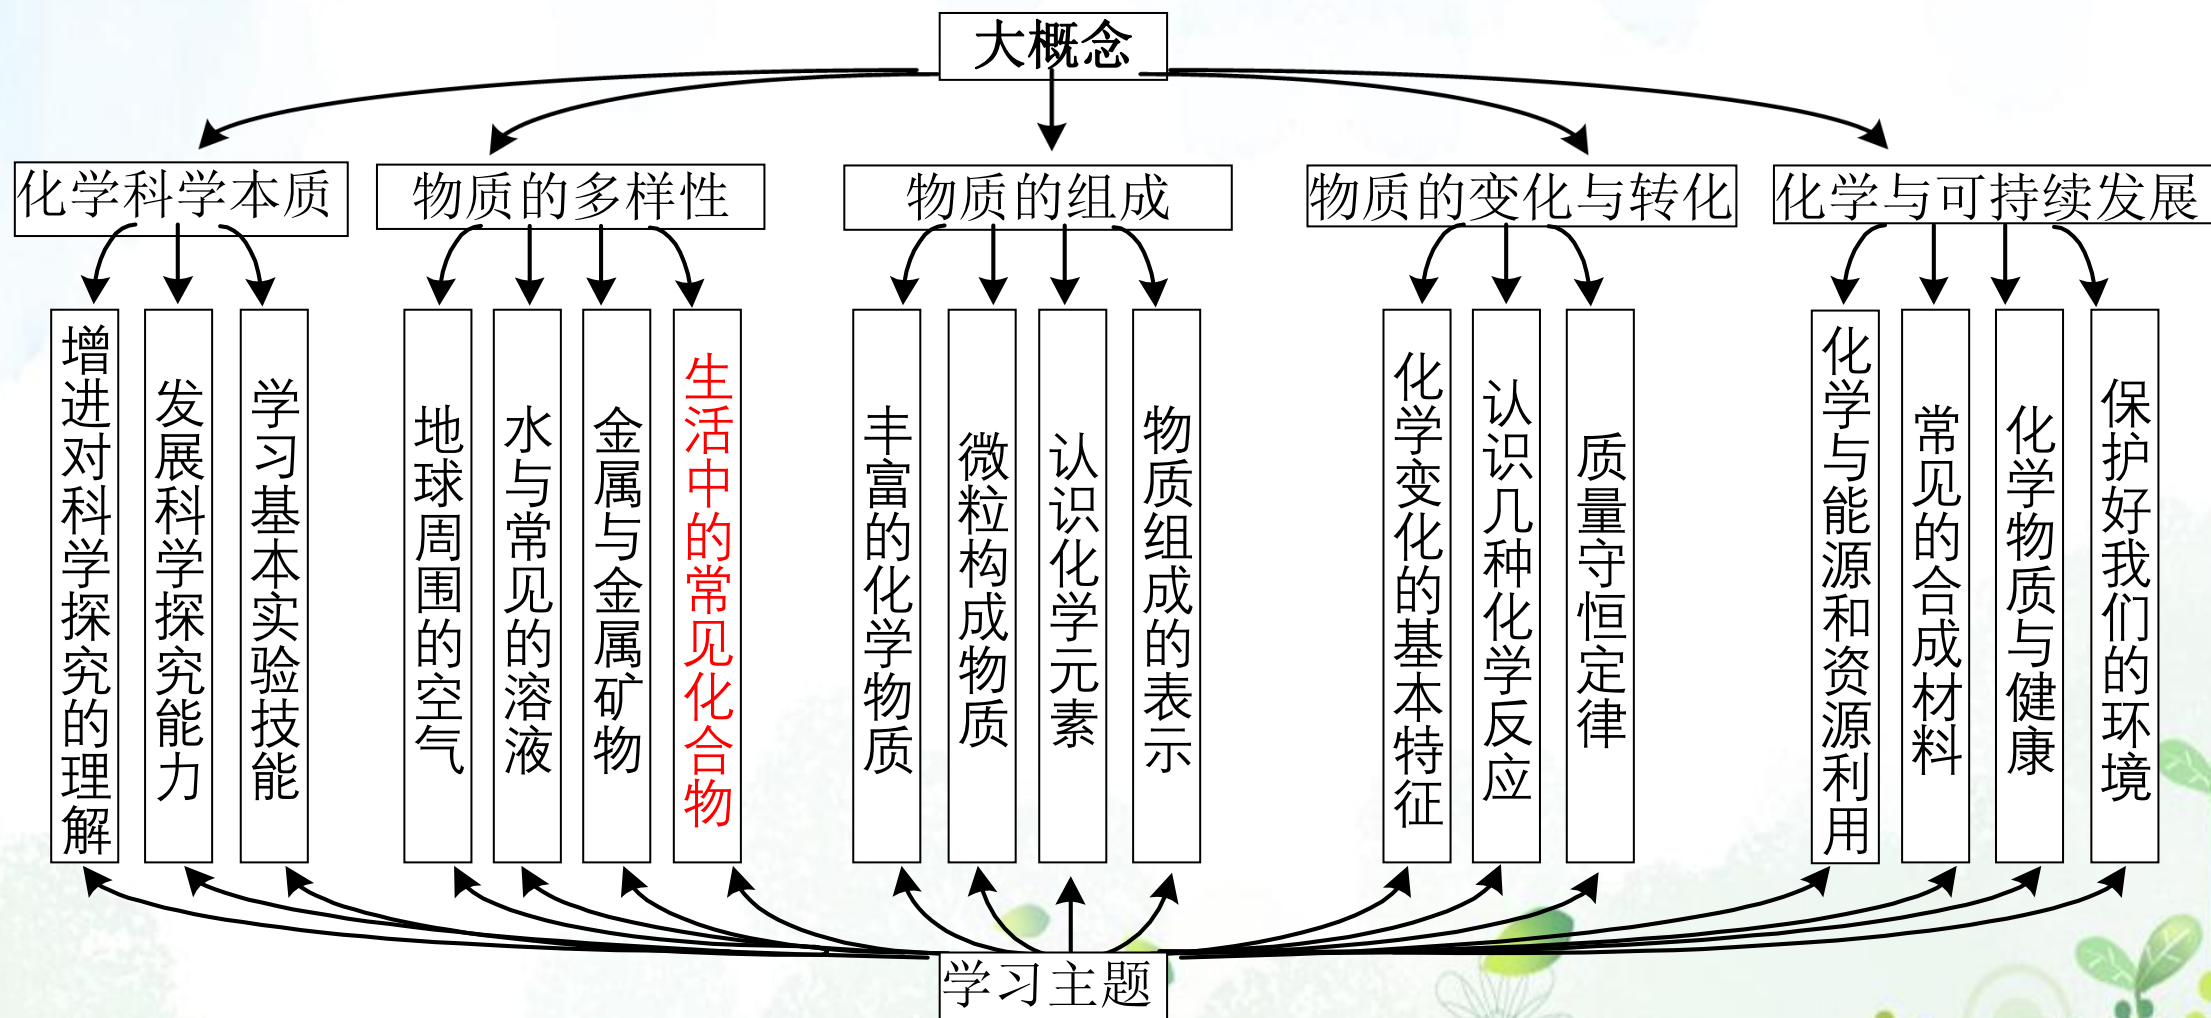 大概念
化学科学本质
物质的多样性
物质的组成
物质的变化与转化
化学与可持续发展
增进对科学探究的理解
发展科学探究能力
学习基本实验技能
地球周围的空气
水与常见的溶液
金属与金属矿物
生活中的常见化合物
丰富的化学物质
微粒构成物质
认识化学元素
物质组成的表示
化学变化的基本特征
认识几种化学反应
质量守恒定律
化学与能源和资源利用
常见的合成材料
化学物质与健康
保护好我们的环境
学习主题